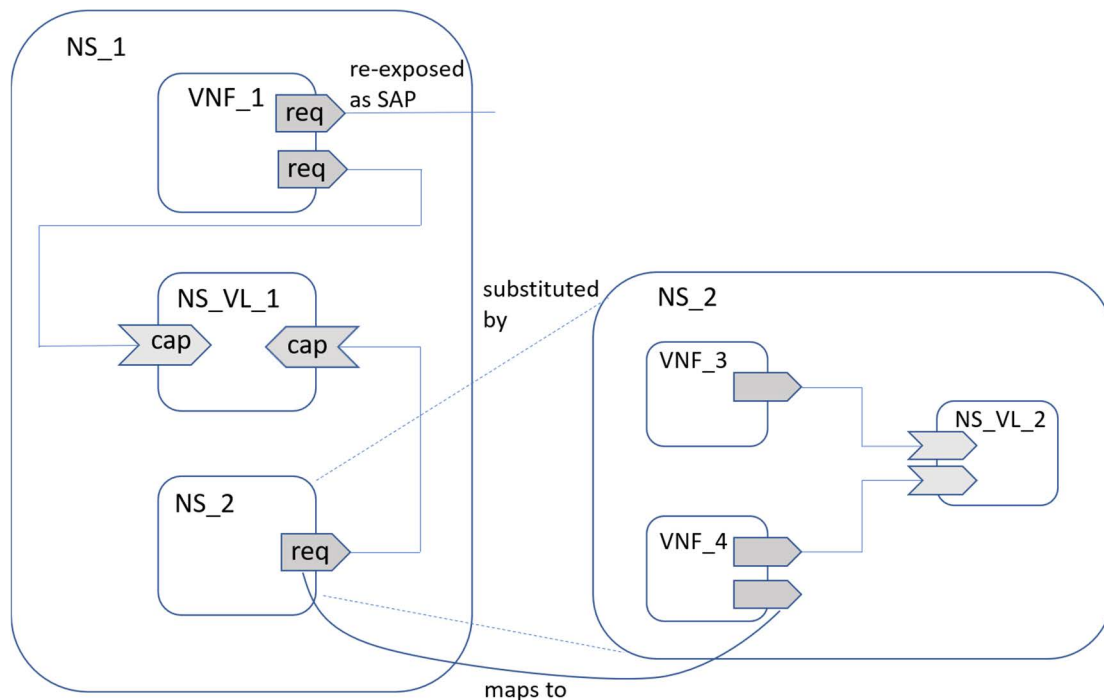 NS_1
re-exposed
as SAP
VNF_1
req
req
NS_VL_1
cap
cap
substituted
by
NS_2
req
maps to
NS_2
VNF_3
NS_VL_2
VNF_4